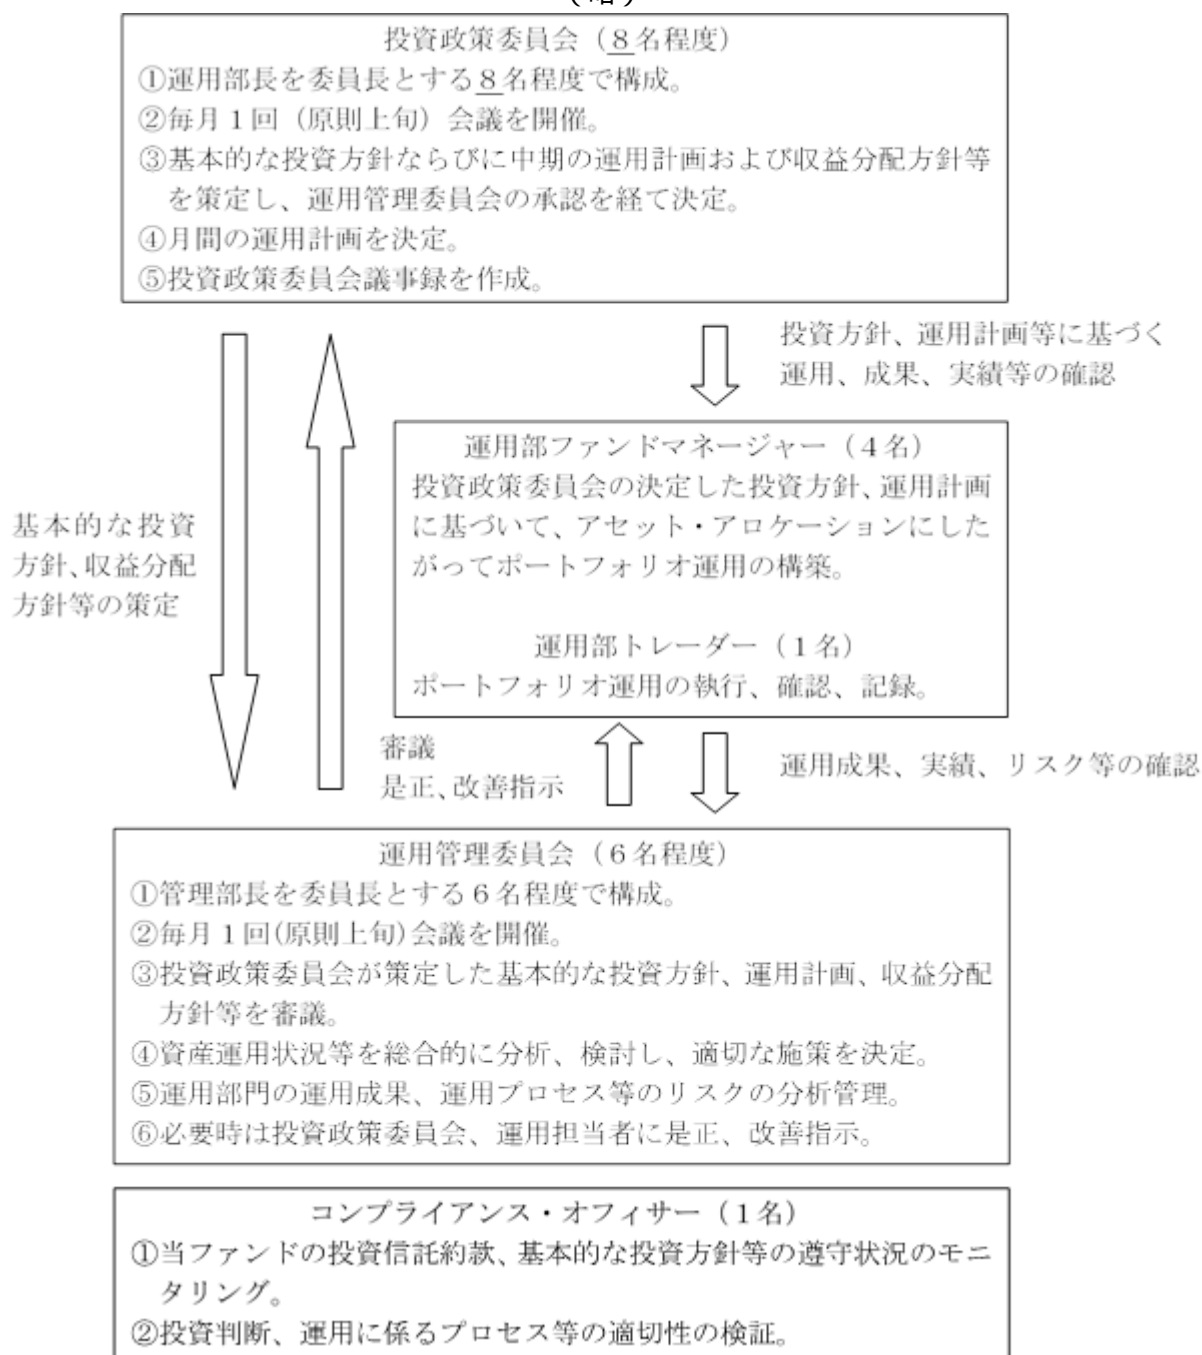 (略)
投資政策委員会（８名程度）
①運用部長を委員長とする８名程度で構成。
②毎月１回（原則上旬）会議を開催。
③基本的な投資方針ならびに中期の運用計画および収益分配方針等
を策定し、運用管理委員会の承認を経て決定。
④月間の運用計画を決定。
⑤投資政策委員会議事録を作成。
投資方針、運用計画等に基づく
運用、成果、実績等の確認
運用部ファンドマネージャー（４名）
投資政策委員会の決定した投資方針、運用計画
に基づいて、アセット・アロケーションにした
がってポートフォリオ運用の構築。
運用部トレーダー（１名）
ポートフォリオ運用の執行、確認、記録。
基本的な投資
方針、収益分配
方針等の策定
審議
是正、改善指示
運用成果、実績、リスク等の確認
運用管理委員会（６名程度）
①管理部長を委員長とする６名程度で構成。
②毎月１回(原則上旬)会議を開催。
③投資政策委員会が策定した基本的な投資方針、運用計画、収益分配
方針等を審議。
④資産運用状況等を総合的に分析、検討し、適切な施策を決定。
⑤運用部門の運用成果、運用プロセス等のリスクの分析管理。
⑥必要時は投資政策委員会、運用担当者に是正、改善指示。
コンプライアンス・オフィサー（１名）
①当ファンドの投資信託約款、基本的な投資方針等の遵守状況のモニ
タリング。
②投資判断、運用に係るプロセス等の適切性の検証。